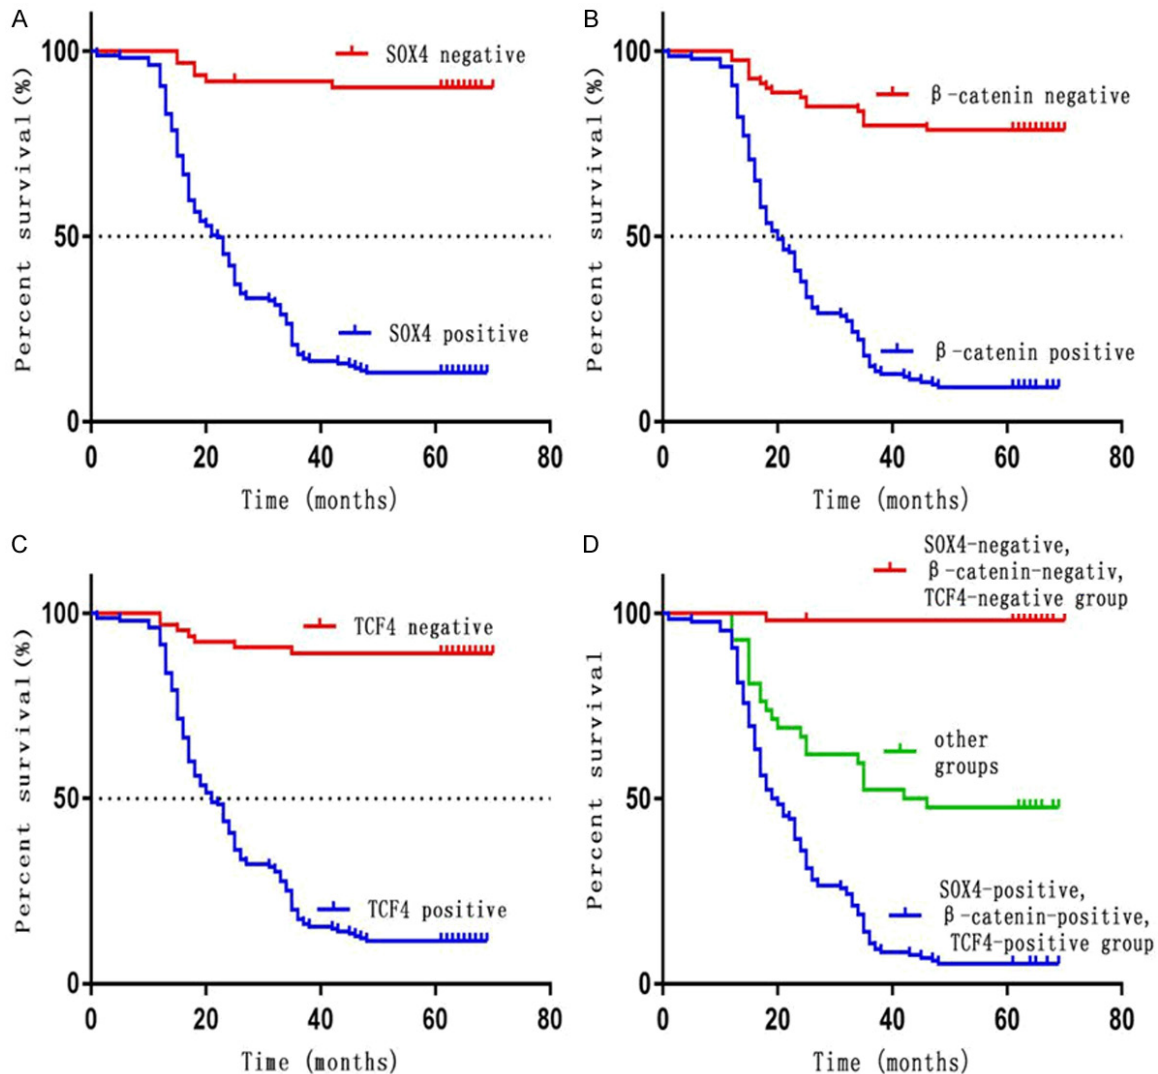 A
100
50
0
Percent survival(%)
SOX4 negative
SOX4 positive
0 20 40 60 80
Time (months)
B
100
50
0
Percent survival(%)
β-catenin negative
β-catenin positive
0 20 40 60 80
Time (months)
C
100
50
0
Percent survival(%)
TCF4 negative
TCF4 positive
0 20 40 60 80
Time (months)
D
100
50
0
Percent survival
SOX4-negative,
β-catenin-negativ,
TCF4-negative group
other
groups
SOX4-positive,
β-catenin-positive,
TCF4-positive group
0 20 40 60 80
Time (months)